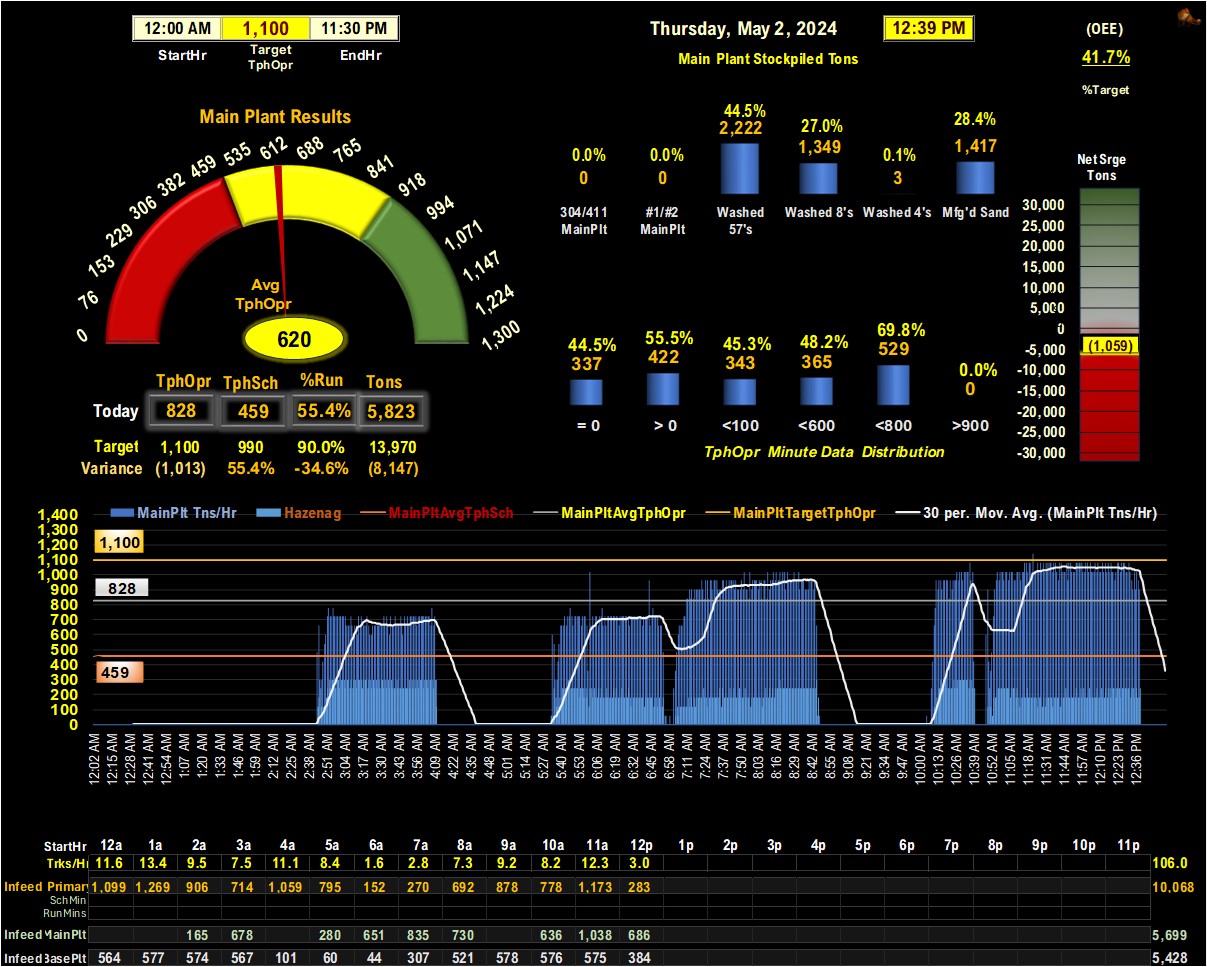 12:00 AM 1,100 11:30 PM
StartHr Target TphOpr EndHr
Thursday, May 2, 2024 12:39 PM
Main Plant Stockpiled Tons
(OEE)
41.7%
%Target
Main Plant Results
0 76 153 229 306 382 459 535 612 688 765 841 918 994 1,071 1,147 1,224 1,300
Avg
TphOpr
620
44.5% 27.0% 28.4%
2,222 1,349 1,417
0.0% 0.0% 0.1%
0 0 3
304/411 MainPlt #1/#2 MainPlt Washed 57's Washed 8's Washed 4's Mfg'd Sand
Net Srge
Tons
30,000
25,000
20,000
15,000
10,000
5,000
0
-5,000
-10,000
-15,000
-20,000
-25,000
-30,000
(1,059)
44.5% 55.5% 45.3% 48.2% 69.8% 0.0%
337 422 343 365 529 0
= 0 > 0 <100 <600 <800 >900
TphOpr Minute Data Distribution
TphOpr TphSch %Run Tons
Today 828 459 55.4% 5,823
Target 1,100 990 90.0% 13,970
Variance (1,013) 55.4% -34.6% (8,147)
MainPlt Tns/Hr Hazenag MainPltAvgTphSch MainPltAvgTphOpr MainPltTargetTphOpr 30 per. Mov. Avg. (MainPlt Tns/Hr)
1,400
1,300
1,200
1,100
1,000
900
800
700
600
500
400
300
200
100
0
1,100
828
459
12:02 AM 12:15 AM 12:28 AM 12:41 AM 12:54 AM 1:07 AM 1:20 AM 1:33 AM 1:46 AM 1:59 AM 2:12 AM 2:25 AM 2:38 AM 2:51 AM 3:04 AM 3:17 AM 3:30 AM 3:43 AM 3:56 AM 4:09 AM 4:22 AM 4:35 AM 4:48 AM 5:01 AM 5:14 AM 5:27 AM 5:40 AM 5:53 AM 6:06 AM 6:19 AM 6:32 AM 6:45 AM 6:58 AM 7:11 AM 7:24 AM 7:37 AM 7:50 AM 8:03 AM 8:16 AM 8:29 AM 8:42 AM 8:55 AM 9:08 AM 9:21 AM 9:34 AM 9:47 AM 10:00 AM 10:13 AM 10:26 AM 10:39 AM 10:52 AM 11:05 AM 11:18 AM 11:31 AM 11:44 AM 11:57 AM 12:10 PM 12:23 PM 12:36 PM
StartHr 12a 1a 2a 3a 4a 5a 6a 7a 8a 9a 10a 11a 12p 1p 2p 3p 4p 5p 6p 7p 8p 9p 10p 11p
Trks/Hr 11.6 13.4 9.5 7.5 11.1 8.4 1.6 2.8 7.3 9.2 8.2 12.3 3.0 106.0
Infeed Primary 1,099 1,269 906 714 1,059 795 152 270 692 878 778 1,173 283 10,068
Sch Min
Run Mins
Infeed MainPlt 165 678 280 651 835 730 636 1,038 686 5,699
Infeed BasePlt 564 577 574 567 101 60 44 307 521 578 576 575 384 5,428